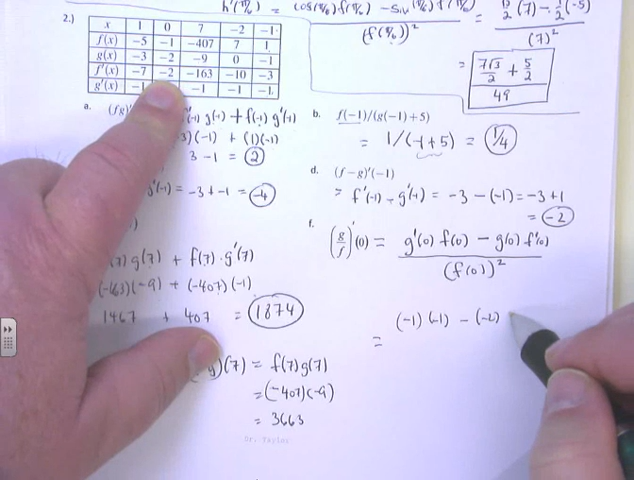 h'(π/6) = cos(π/6) f(π/6) − sin(π/6) f'(π/6) / (f(π/6))² = √3/2 (7) − 1/2 (−5) / (7)²
= 7√3/2 + 5/2 / 49
2.)
x 1 0 7 −2 −1
f(x) −5 −1 −407 7 1
g(x) −3 −2 −9 0 −1
f'(x) −7 −2 −163 −10 −3
g'(x) −1 −1 −1 −1
a. (fg)'
'(-1) g(-1) + f(-1) g'(-1)
3)(-1) + (1)(-1)
3 - 1 = 2
b. f(−1)/(g(−1)+5)
= 1/(-1+5) = 1/4
g'(-1) = -3 + -1 = -4
d. (f−g)'(−1)
= f'(-1) - g'(-1) = -3 - (-1) = -3 + 1
= -2
)
(7) g(7) + f(7) · g'(7)
(-163)(-9) + (-407)(-1)
1467 + 407 = 1874
f. (g/f)'(0) = g'(0) f(0) - g(0) f'(0) / (f(0))²
= (-1)(-1) - (-2)
g)(7) = f(7) g(7)
= (-407)(-9)
= 3663
Dr. Taylor